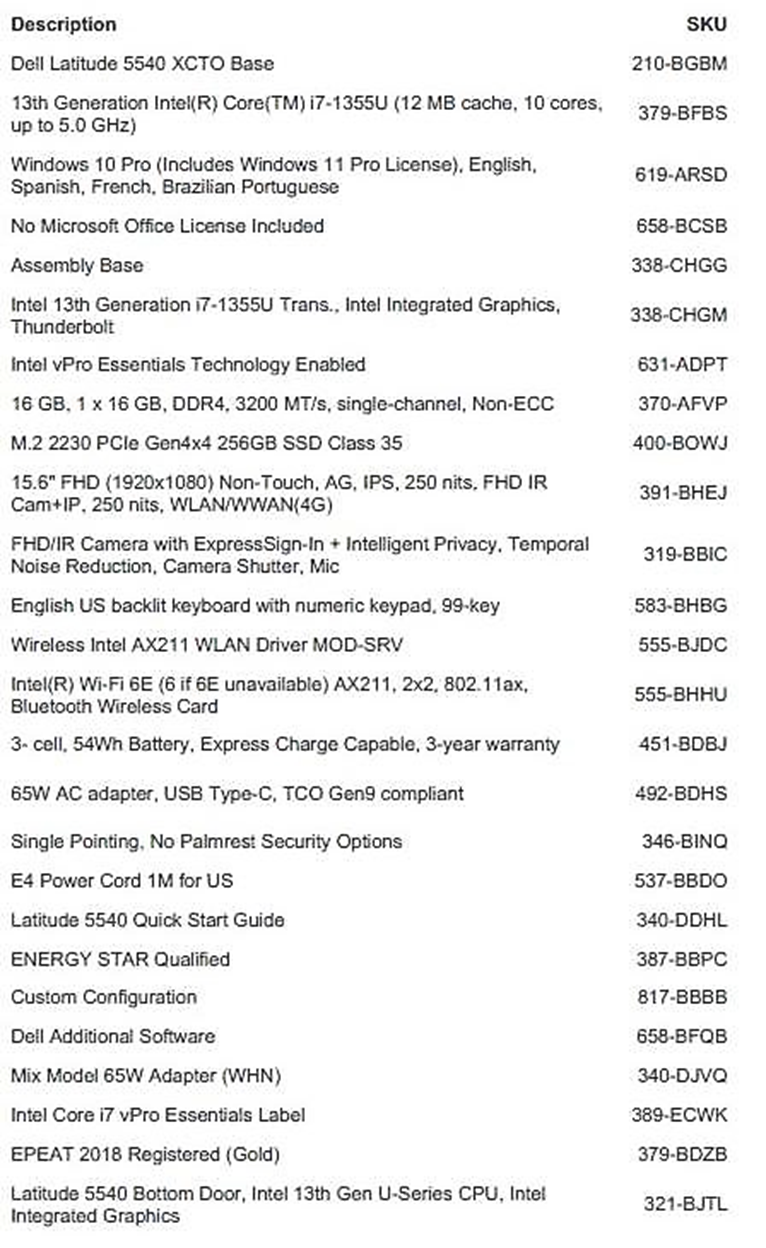 Description SKU
Dell Latitude 5540 XCTO Base 210-BGBM
13th Generation Intel(R) Core(TM) i7-1355U (12 MB cache, 10 cores,
up to 5.0 GHz) 379-BFBS
Windows 10 Pro (Includes Windows 11 Pro License), English,
Spanish, French, Brazilian Portuguese 619-ARSD
No Microsoft Office License Included 658-BCSB
Assembly Base 338-CHGG
Intel 13th Generation i7-1355U Trans., Intel Integrated Graphics,
Thunderbolt 338-CHGM
Intel vPro Essentials Technology Enabled 631-ADPT
16 GB, 1 x 16 GB, DDR4, 3200 MT/s, single-channel, Non-ECC 370-AFVP
M.2 2230 PCIe Gen4x4 256GB SSD Class 35 400-BOWJ
15.6" FHD (1920x1080) Non-Touch, AG, IPS, 250 nits, FHD IR
Cam+IP, 250 nits, WLAN/WWAN(4G) 391-BHEJ
FHD/IR Camera with ExpressSign-In + Intelligent Privacy, Temporal
Noise Reduction, Camera Shutter, Mic 319-BBIC
English US backlit keyboard with numeric keypad, 99-key 583-BHBG
Wireless Intel AX211 WLAN Driver MOD-SRV 555-BJDC
Intel(R) Wi-Fi 6E (6 if 6E unavailable) AX211, 2x2, 802.11ax,
Bluetooth Wireless Card 555-BHHU
3- cell, 54Wh Battery, Express Charge Capable, 3-year warranty 451-BDBJ
65W AC adapter, USB Type-C, TCO Gen9 compliant 492-BDHS
Single Pointing, No Palmrest Security Options 346-BINQ
E4 Power Cord 1M for US 537-BBDO
Latitude 5540 Quick Start Guide 340-DDHL
ENERGY STAR Qualified 387-BBPC
Custom Configuration 817-BBBB
Dell Additional Software 658-BFQB
Mix Model 65W Adapter (WHN) 340-DJVQ
Intel Core i7 vPro Essentials Label 389-ECWK
EPEAT 2018 Registered (Gold) 379-BDZB
Latitude 5540 Bottom Door, Intel 13th Gen U-Series CPU, Intel
Integrated Graphics 321-BJTL